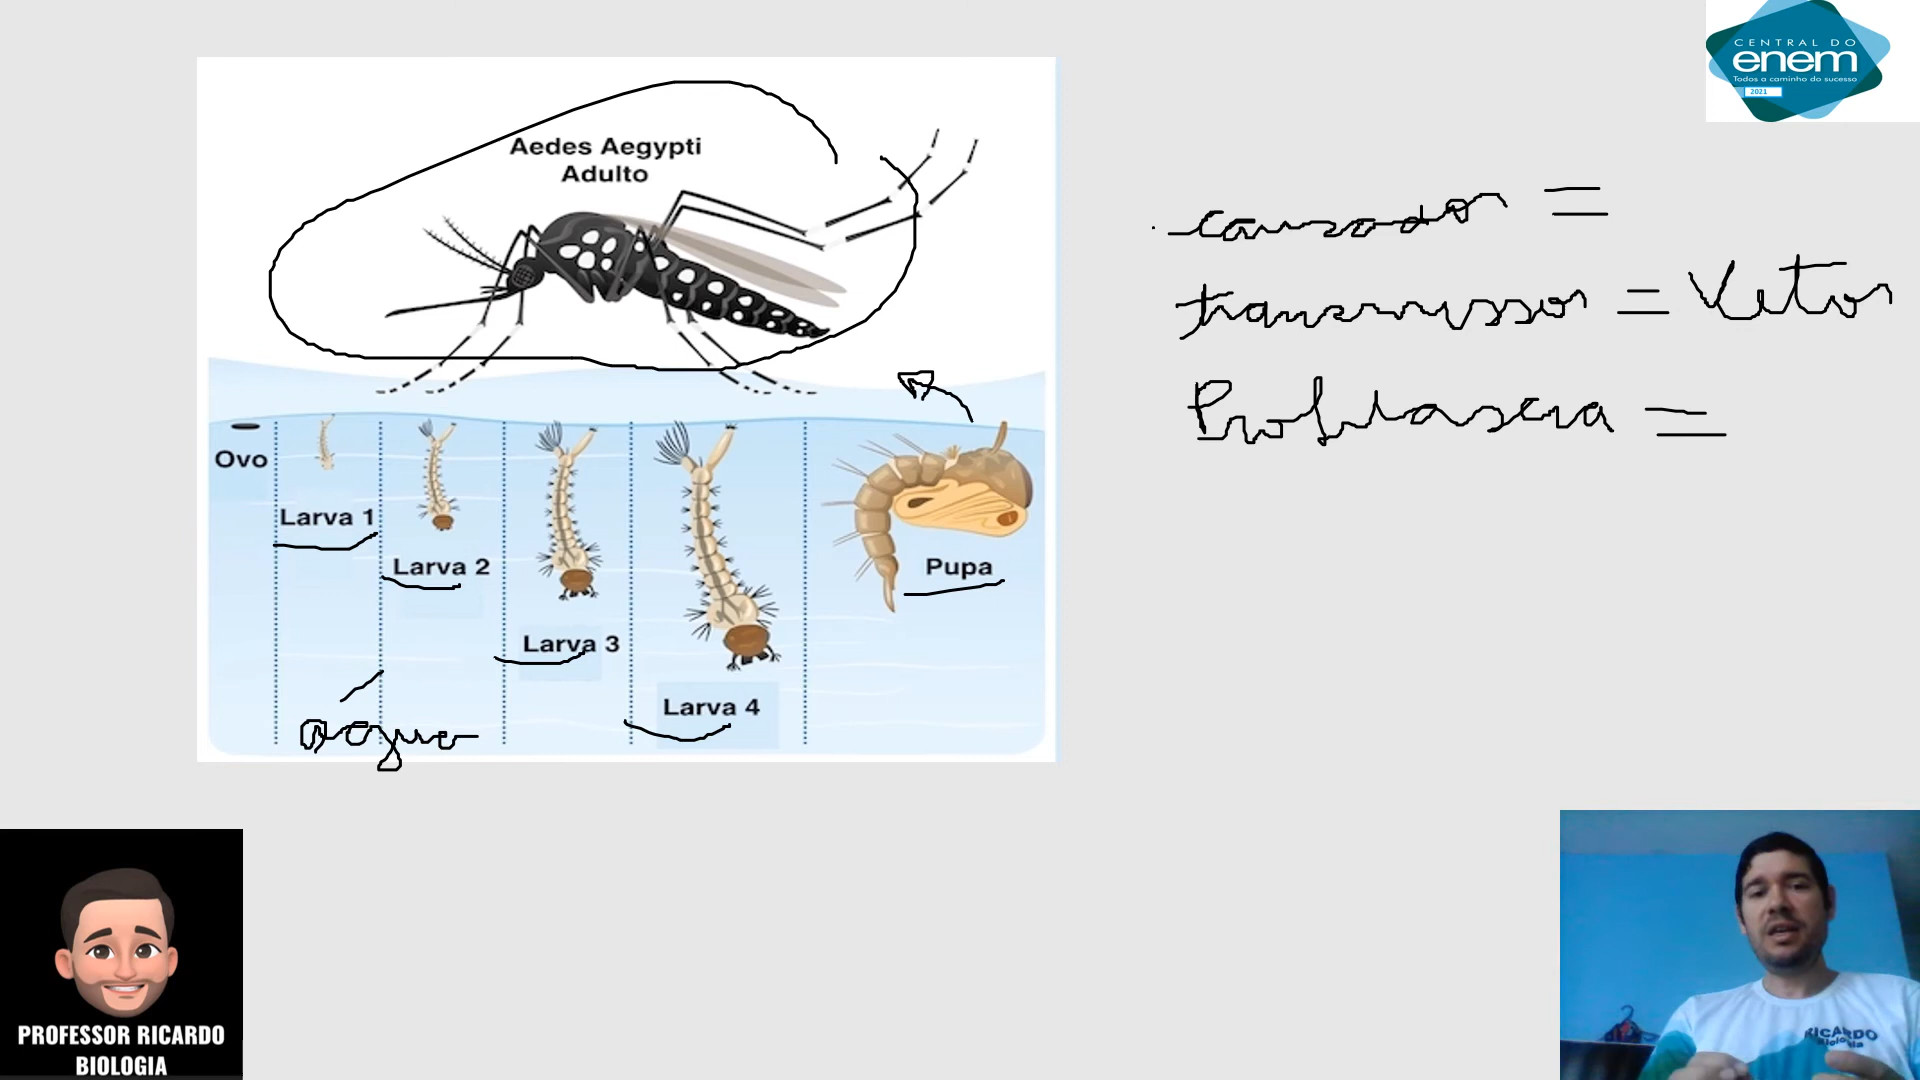 CENTRAL DO
enem
Todos a caminho do sucesso
2021
Aedes Aegypti
Adulto
causador =
transmissor = Vetor
Profilaxia =
Ovo
Larva 1
Larva 2
Pupa
Larva 3
Larva 4
água
PROFESSOR RICARDO
BIOLOGIA
RICARDO
Biologia